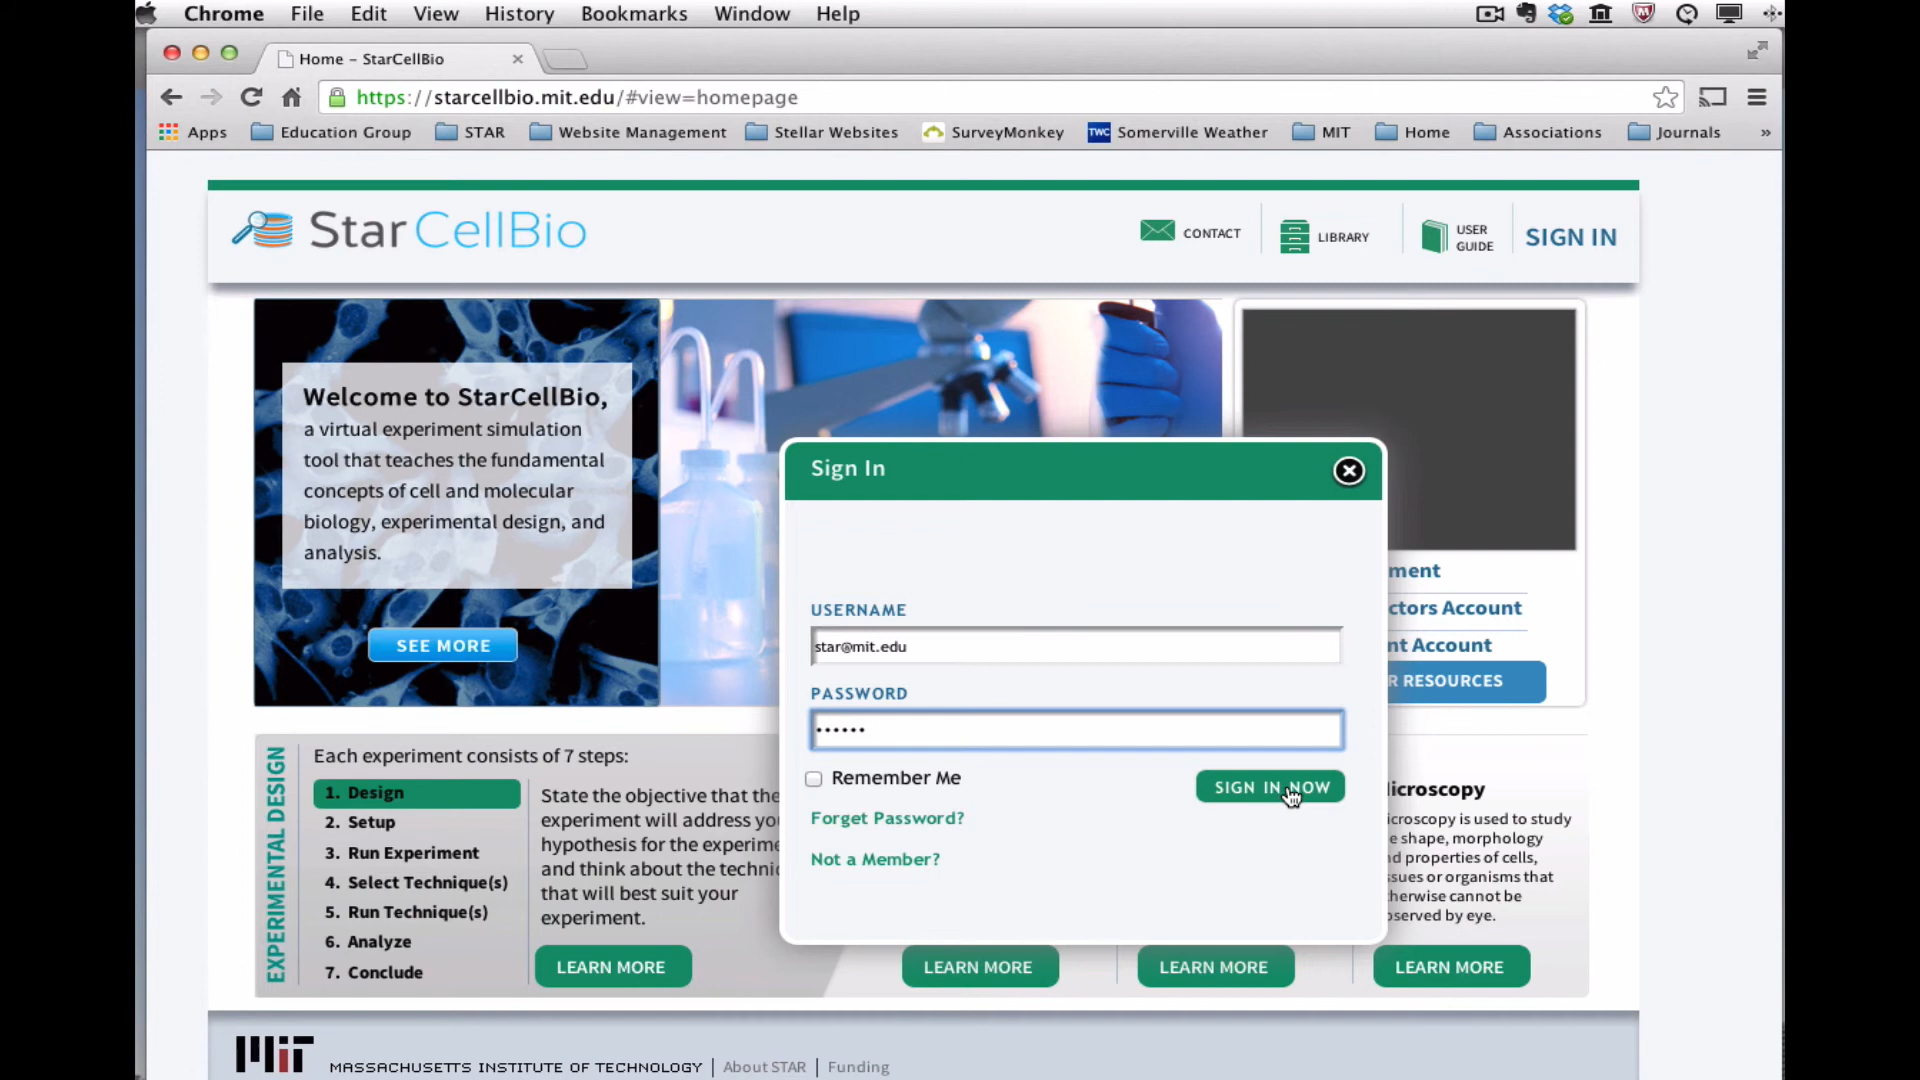 Chrome File Edit View History Bookmarks Window Help
Home – StarCellBio
https://starcellbio.mit.edu/#view=homepage
Apps Education Group STAR Website Management Stellar Websites SurveyMonkey TWC Somerville Weather MIT Home Associations Journals »
Star CellBio
CONTACT
LIBRARY
USER
GUIDE
SIGN IN
Welcome to StarCellBio,
a virtual experiment simulation
tool that teaches the fundamental
concepts of cell and molecular
biology, experimental design, and
analysis.
SEE MORE
Sign In
USERNAME
star@mit.edu
PASSWORD
••••••
Remember Me
SIGN IN NOW
Forget Password?
Not a Member?
ment
ctors Account
nt Account
R RESOURCES
EXPERIMENTAL DESIGN
Each experiment consists of 7 steps:
1. Design
2. Setup
3. Run Experiment
4. Select Technique(s)
5. Run Technique(s)
6. Analyze
7. Conclude
State the objective that the
experiment will address yo
hypothesis for the experime
and think about the techni
that will best suit your
experiment.
LEARN MORE
LEARN MORE
LEARN MORE
icroscopy
icroscopy is used to study
e shape, morphology
nd properties of cells,
ssues or organisms that
herwise cannot be
bserved by eye.
LEARN MORE
MIT MASSACHUSETTS INSTITUTE OF TECHNOLOGY | About STAR | Funding